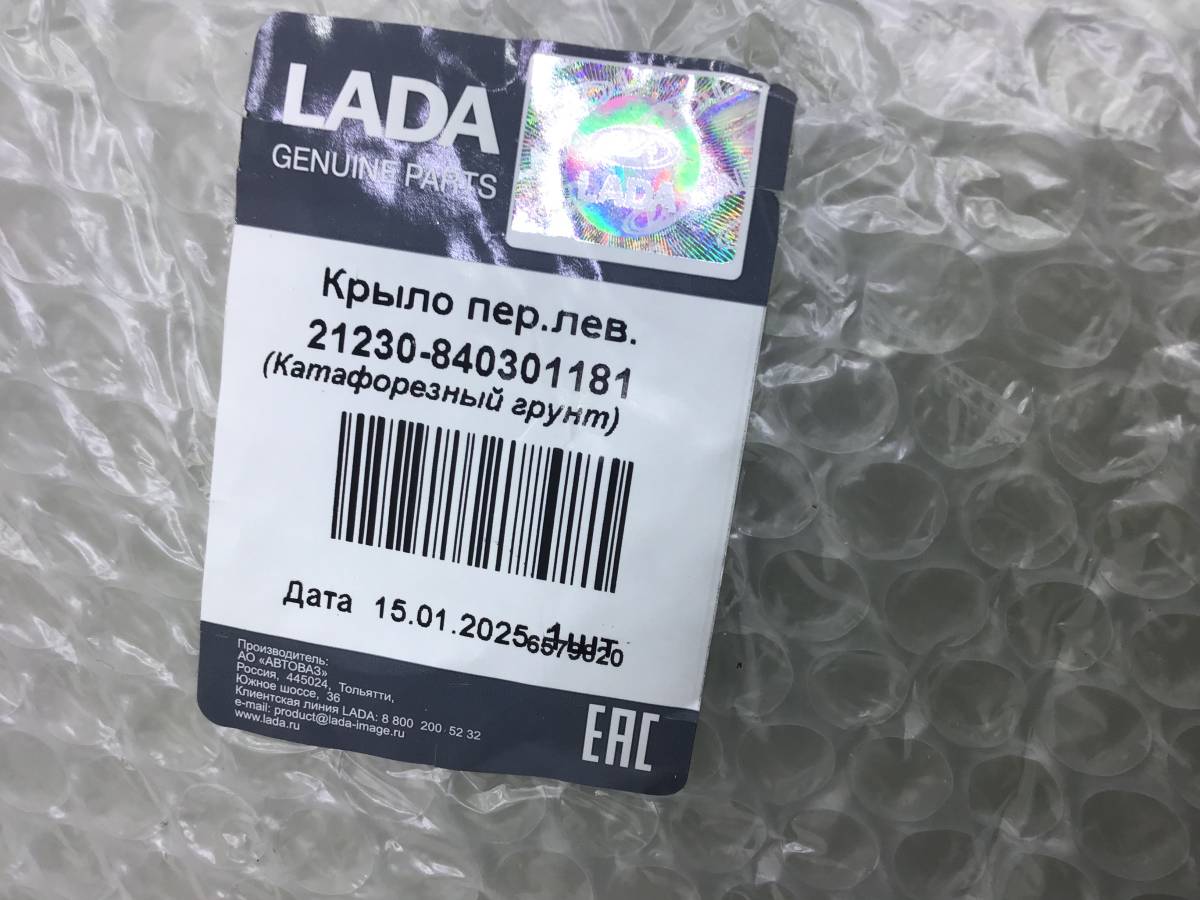 LADA
GENUINE PARTS
LADA
Крыло пер.лев.
21230-840301181
(Катафорезный грунт)
Дата 15.01.2025 1шт.
6579820
Производитель:
АО «АВТОВАЗ»
Россия, 445024, Тольятти,
Южное шоссе, 36
Клиентская линия LADA: 8 800 200 52 32
e-mail: product@lada-image.ru
www.lada.ru
EAC